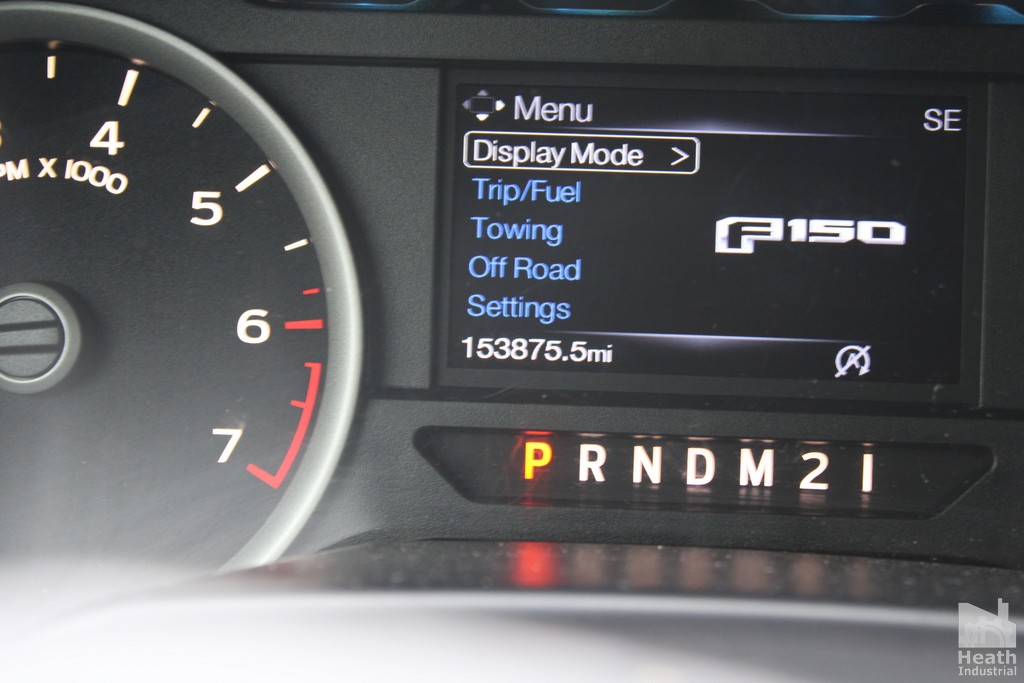 4
PM X 1000
5
6
7
Menu
SE
Display Mode >
Trip/Fuel
Towing
F150
Off Road
Settings
153875.5mi
A
P R N D M 2 1
Heath
Industrial